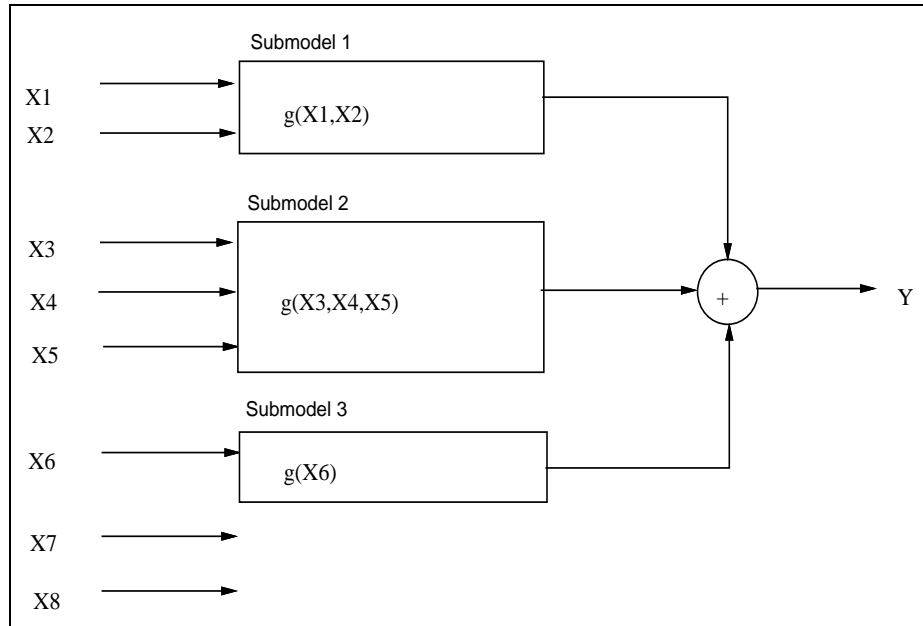 Submodel 1
X1
g(X1,X2)
X2
Submodel 2
X3
X4
g(X3,X4,X5)
+
Y
X5
Submodel 3
X6
g(X6)
X7
X8